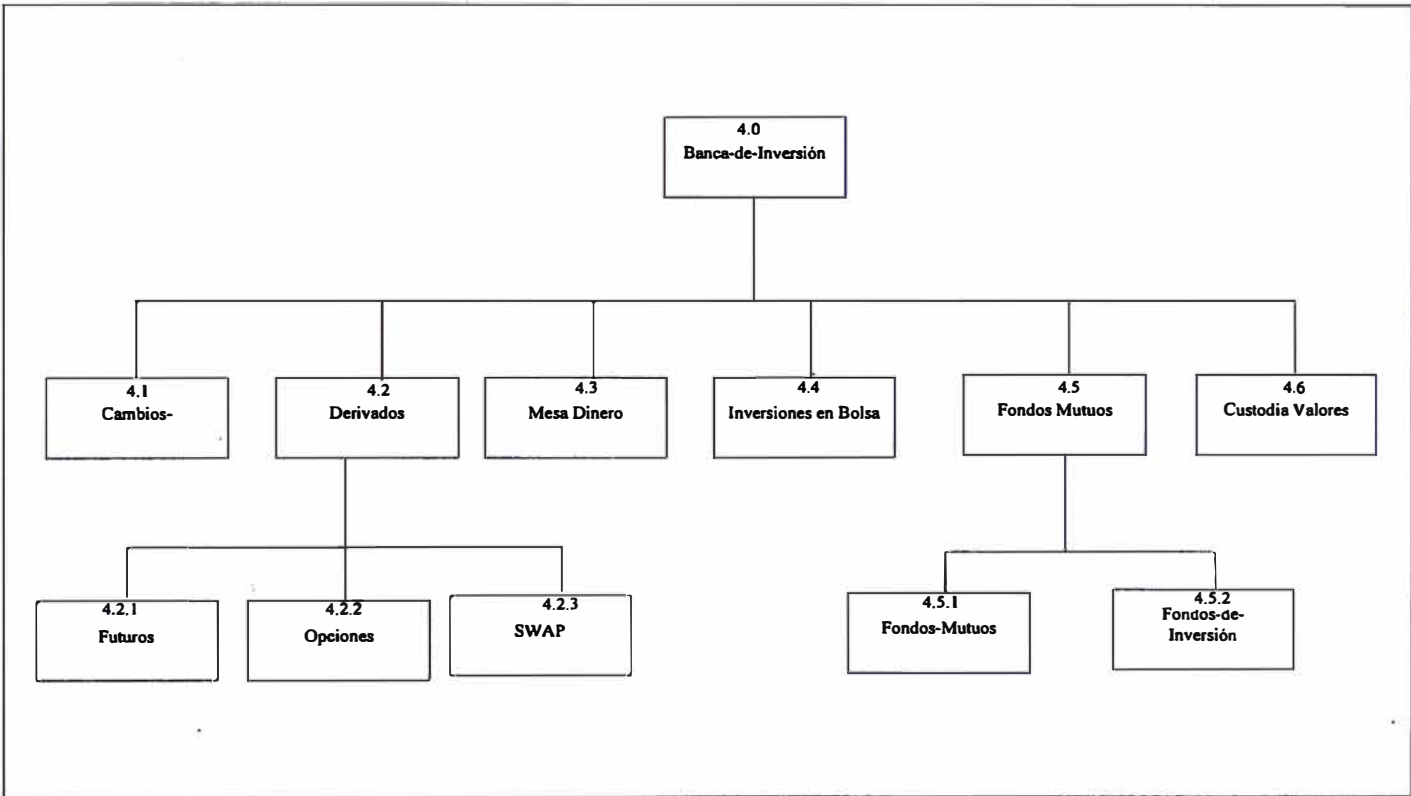 4.0
Banca-de-Inversión
4.1
Cambios-
4.2
Derivados
4.3
Mesa Dinero
4.4
Inversiones en Bolsa
4.5
Fondos Mutuos
4.6
Custodia Valores
4.2.1
Futuros
4.2.2
Opciones
4.2.3
SWAP
4.5.1
Fondos-Mutuos
4.5.2
Fondos-de-
Inversión